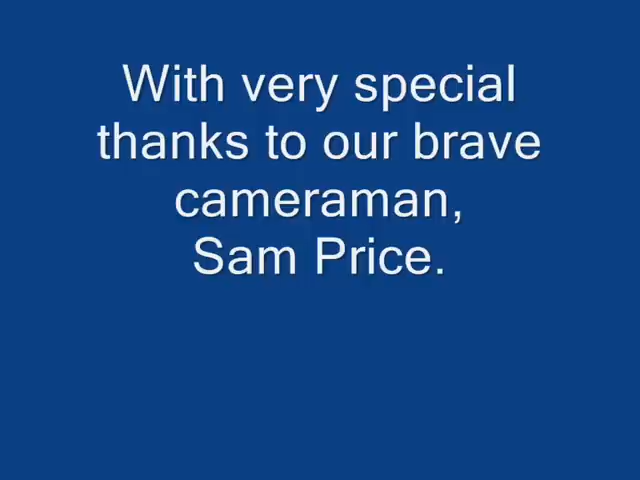 With very special
thanks to our brave
cameraman,
Sam Price.